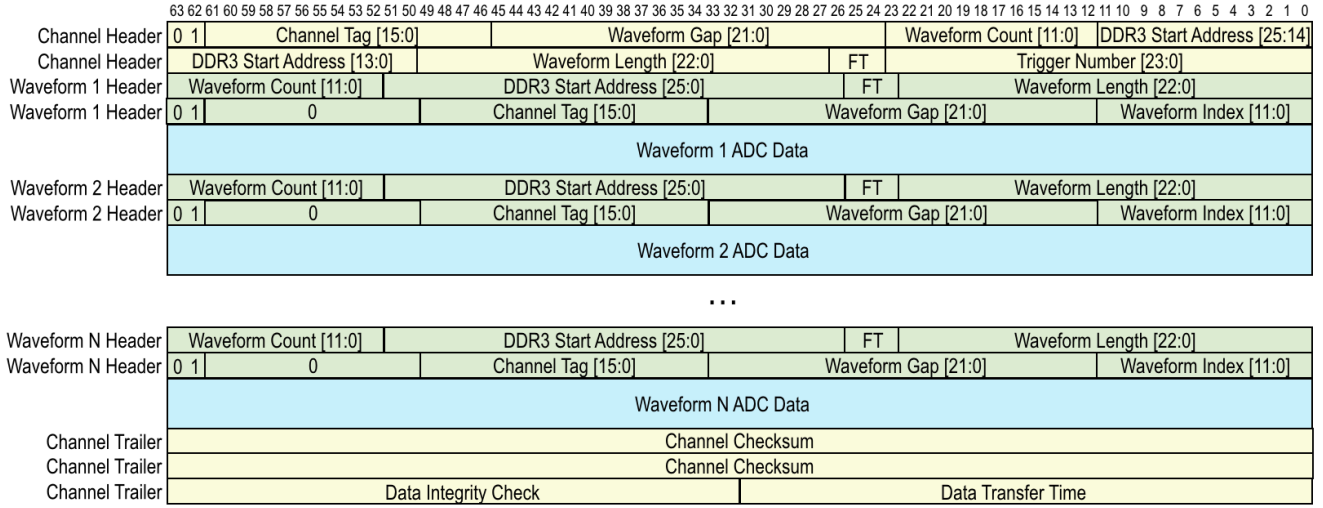 63 62 61 60 59 58 57 56 55 54 53 52 51 50 49 48 47 46 45 44 43 42 41 40 39 38 37 36 35 34 33 32 31 30 29 28 27 26 25 24 23 22 21 20 19 18 17 16 15 14 13 12 11 10 9 8 7 6 5 4 3 2 1 0
Channel Header 0 1 Channel Tag [15:0] Waveform Gap [21:0] Waveform Count [11:0] DDR3 Start Address [25:14]
Channel Header DDR3 Start Address [13:0] Waveform Length [22:0] FT Trigger Number [23:0]
Waveform 1 Header Waveform Count [11:0] DDR3 Start Address [25:0] FT Waveform Length [22:0]
Waveform 1 Header 0 1 0 Channel Tag [15:0] Waveform Gap [21:0] Waveform Index [11:0]
Waveform 1 ADC Data
Waveform 2 Header Waveform Count [11:0] DDR3 Start Address [25:0] FT Waveform Length [22:0]
Waveform 2 Header 0 1 0 Channel Tag [15:0] Waveform Gap [21:0] Waveform Index [11:0]
Waveform 2 ADC Data
...
Waveform N Header Waveform Count [11:0] DDR3 Start Address [25:0] FT Waveform Length [22:0]
Waveform N Header 0 1 0 Channel Tag [15:0] Waveform Gap [21:0] Waveform Index [11:0]
Waveform N ADC Data
Channel Trailer Channel Checksum
Channel Trailer Channel Checksum
Channel Trailer Data Integrity Check Data Transfer Time